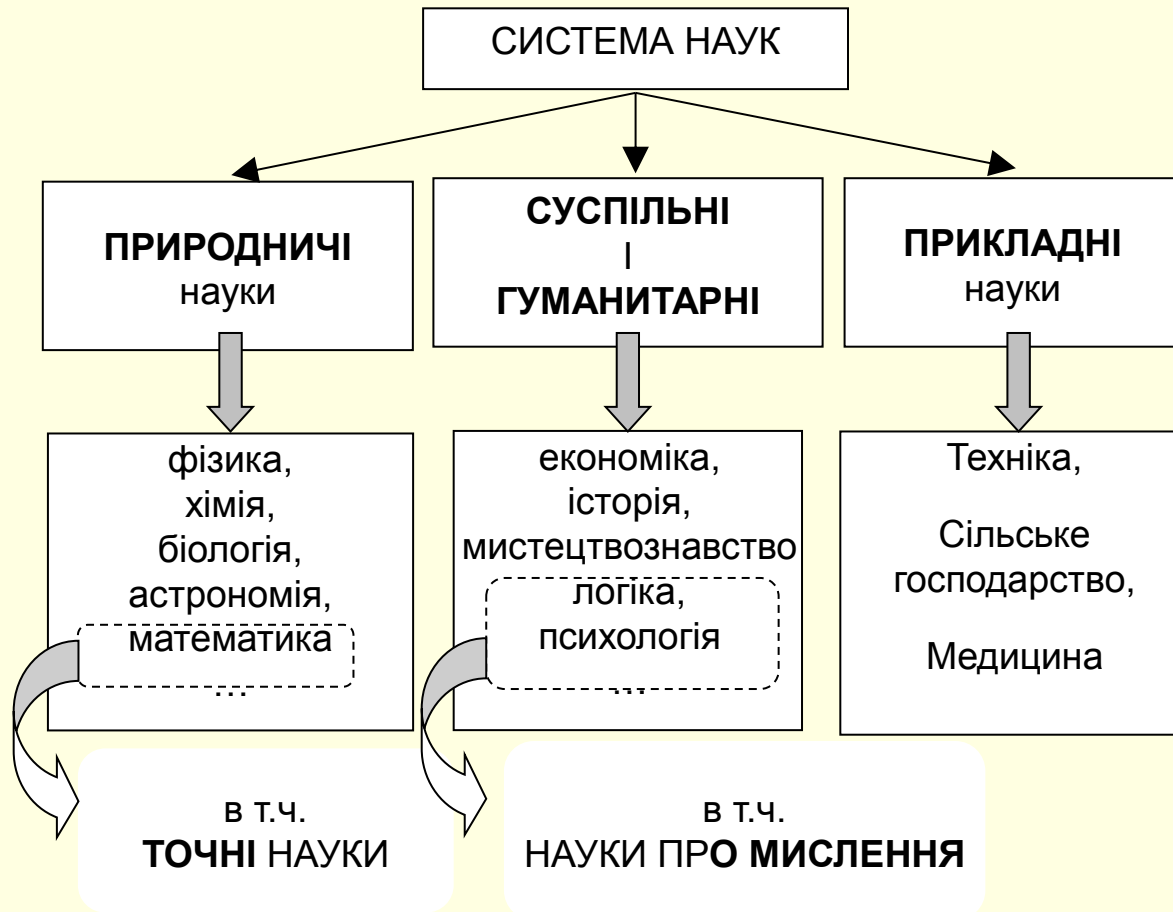 СИСТЕМА НАУК
ПРИРОДНИЧІ
науки
СУСПІЛЬНІ
І
ГУМАНИТАРНІ
ПРИКЛАДНІ
науки
фізика,
хімія,
біологія,
астрономія,
математика
…
економіка,
історія,
мистецтвознавство
логіка,
психологія
…
Техніка,
Сільське
господарство,
Медицина
в т.ч.
ТОЧНІ НАУКИ
в т.ч.
НАУКИ ПРО МИСЛЕННЯ